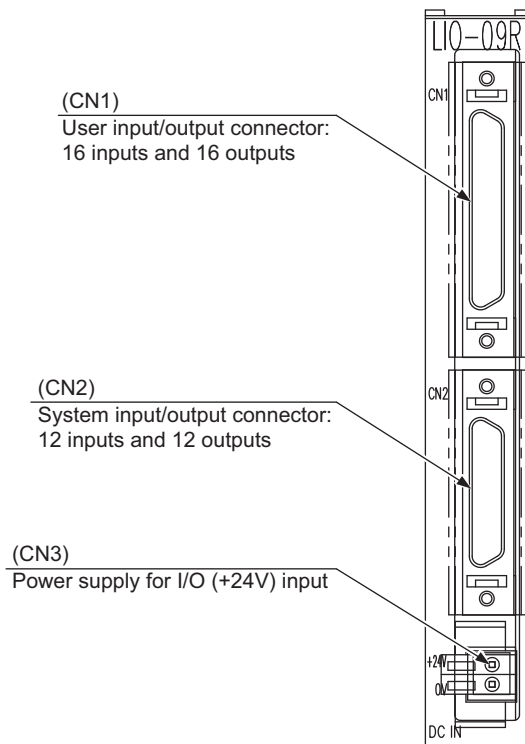 LIO-09R
CN1
(CN1)
User input/output connector:
16 inputs and 16 outputs
CN2
(CN2)
System input/output connector:
12 inputs and 12 outputs
(CN3)
Power supply for I/O (+24V) input
+24V
0V
DC IN